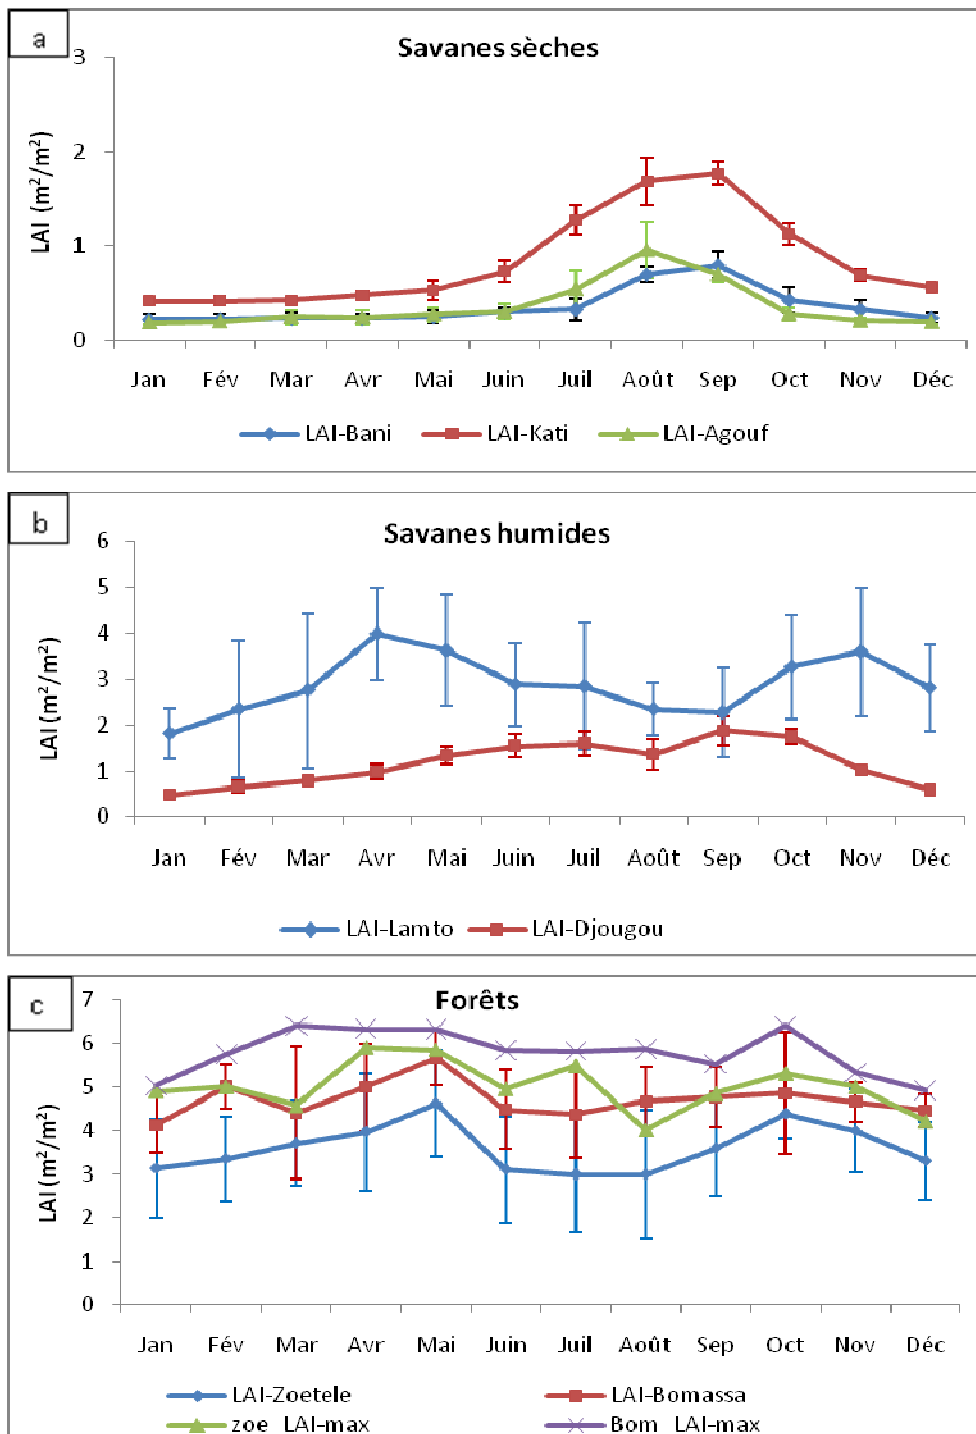 a
Savanes sèches
LAI (m²/m²)
3
2
1
0
Jan Fév Mar Avr Mai Juin Juil Août Sep Oct Nov Déc
LAI-Bani LAI-Kati LAI-Agouf
b
Savanes humides
LAI (m²/m²)
6
5
4
3
2
1
0
Jan Fév Mar Avr Mai Juin Juil Août Sep Oct Nov Déc
LAI-Lamto LAI-Djougou
c
Forêts
LAI (m²/m²)
7
6
5
4
3
2
1
0
Jan Fév Mar Avr Mai Juin Juil Août Sep Oct Nov Déc
LAI-Zoetele LAI-Bomassa
zoe LAI-max Bom LAI-max